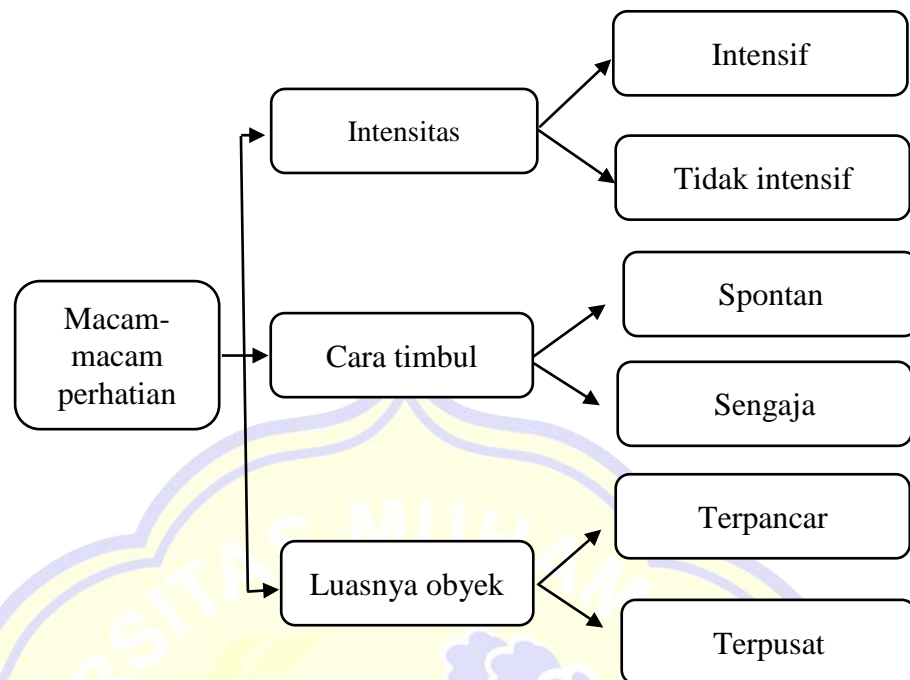 Macam-
macam
perhatian
Intensitas
Intensif
Tidak intensif
Cara timbul
Spontan
Sengaja
Luasnya obyek
Terpancar
Terpusat